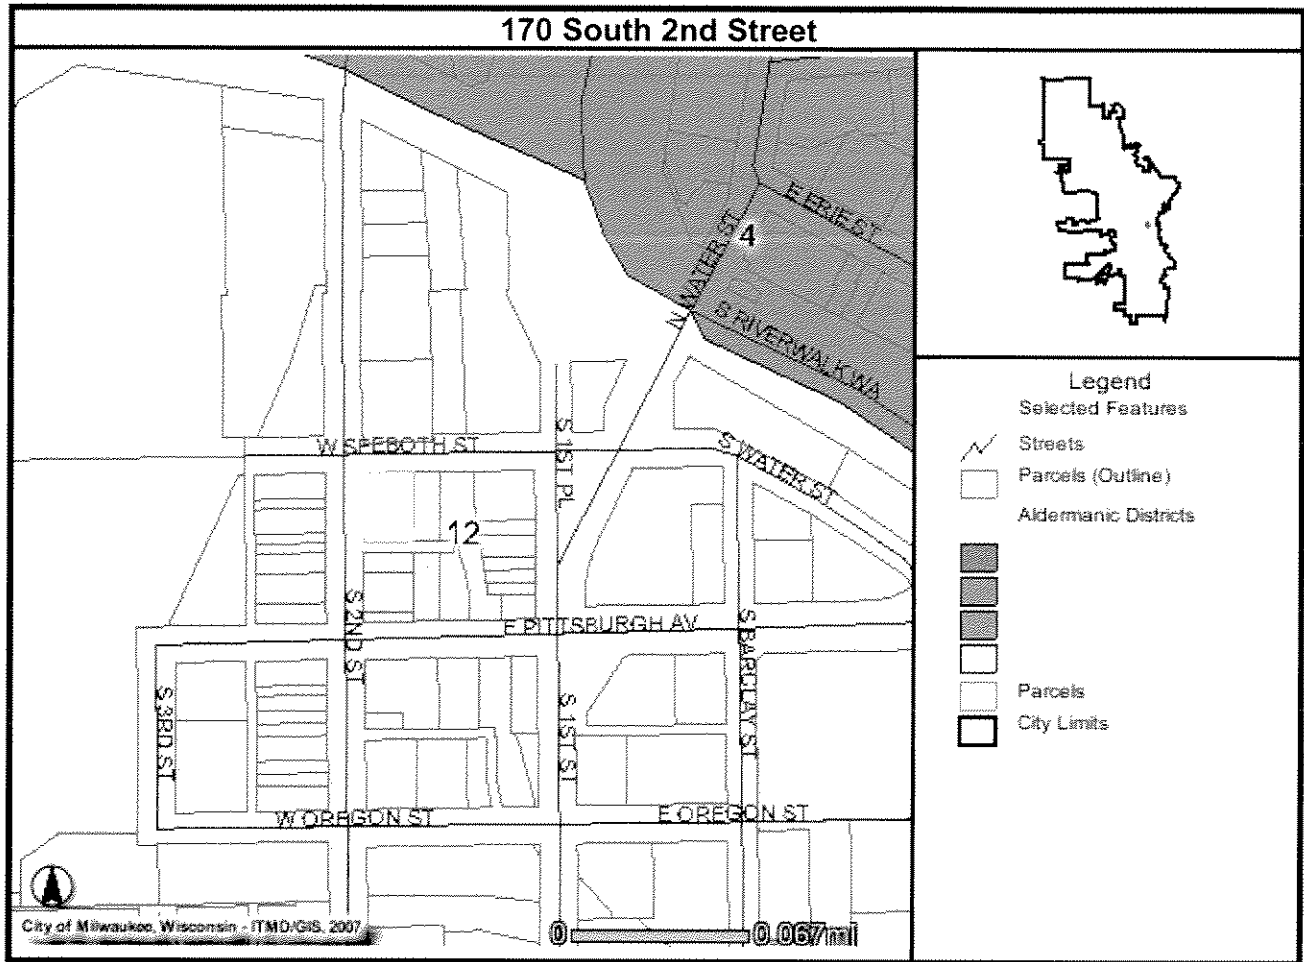 170 South 2nd Street
E ERIE ST
4
N WATER ST
S RIVERWALK WA
Legend
Selected Features
Streets
Parcels (Outline)
Aldermanic Districts
Parcels
City Limits
W SEEBOTH ST
S 1ST PL
S WATER ST
12
S 2ND ST
E PITTSBURGH AV
S BARCLAY ST
S 3RD ST
S 1ST ST
W OREGON ST
E OREGON ST
City of Milwaukee, Wisconsin - ITMD/GIS, 2007
0
0.067mi